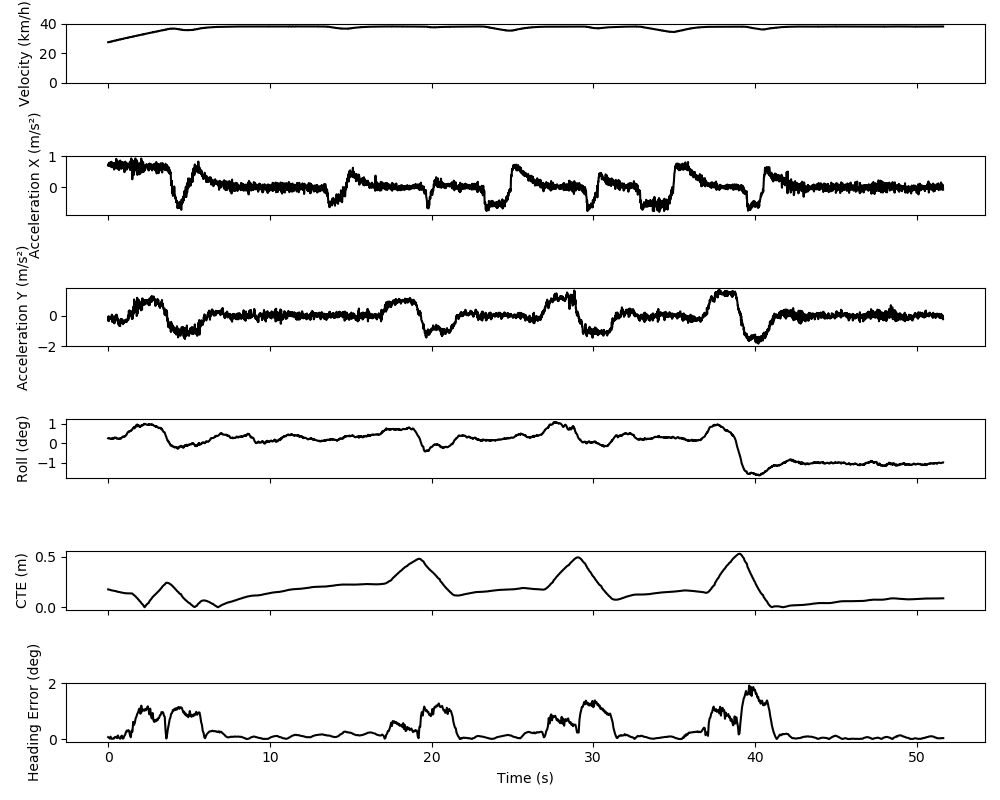 Velocity (km/h)
40
20
0
Acceleration X (m/s²)
1
0
Acceleration Y (m/s²)
0
−2
Roll (deg)
1
0
−1
CTE (m)
0.5
0.0
Heading Error (deg)
2
0
0 10 20 30 40 50
Time (s)